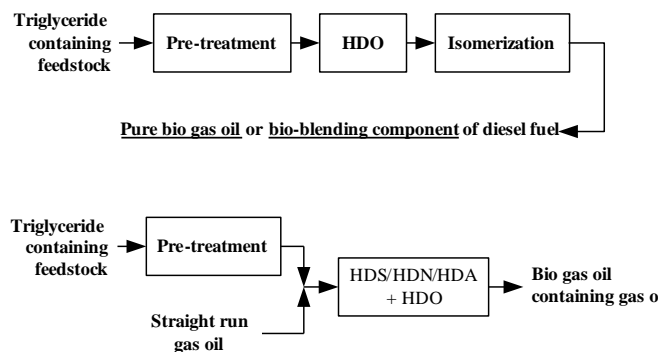 Triglyceride
containing
feedstock
Pre-treatment
HDO
Isomerization
Pure bio gas oil or bio-blending component of diesel fuel
Triglyceride
containing
feedstock
Pre-treatment
Straight run
gas oil
HDS/HDN/HDA
+ HDO
Bio gas oil
containing gas o